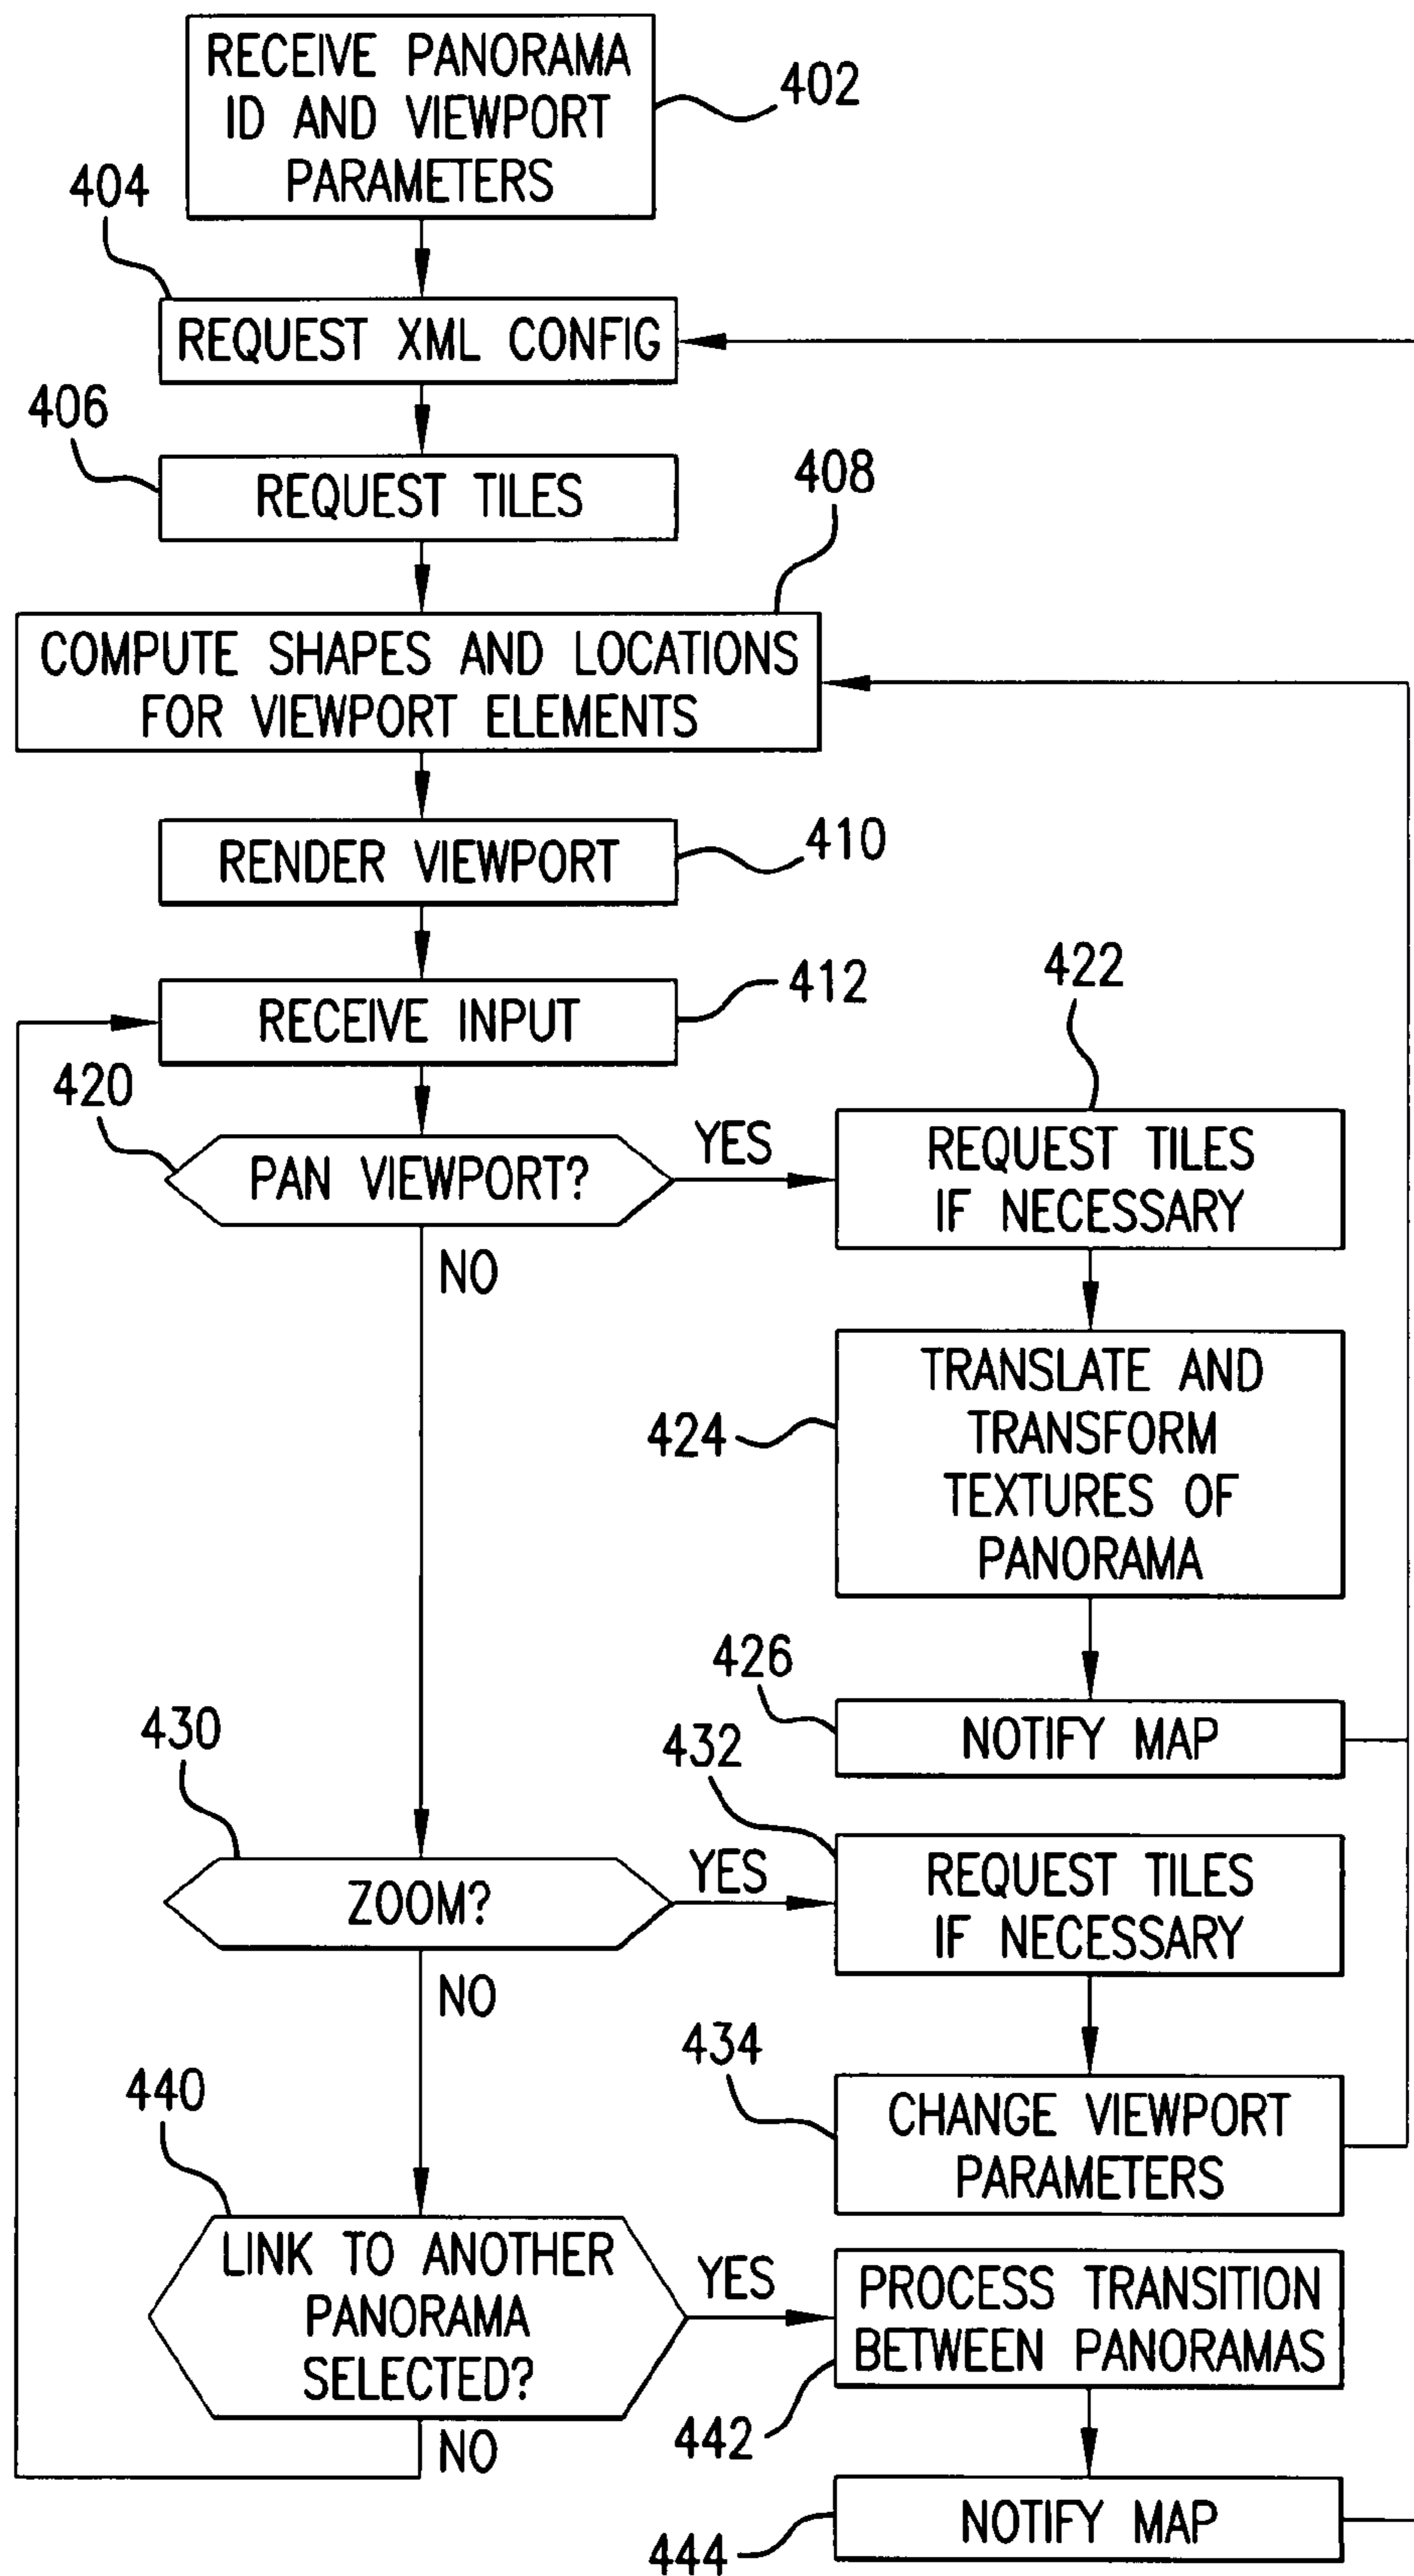 RECEIVE PANORAMA
ID AND VIEWPORT
PARAMETERS
402
404
REQUEST XML CONFIG
406
REQUEST TILES
408
COMPUTE SHAPES AND LOCATIONS
FOR VIEWPORT ELEMENTS
RENDER VIEWPORT
410
RECEIVE INPUT
412
420
PAN VIEWPORT?
YES
NO
422
REQUEST TILES
IF NECESSARY
424
TRANSLATE AND
TRANSFORM
TEXTURES OF
PANORAMA
426
NOTIFY MAP
430
ZOOM?
YES
NO
432
REQUEST TILES
IF NECESSARY
434
CHANGE VIEWPORT
PARAMETERS
440
LINK TO ANOTHER
PANORAMA
SELECTED?
YES
NO
PROCESS TRANSITION
BETWEEN PANORAMAS
442
NOTIFY MAP
444